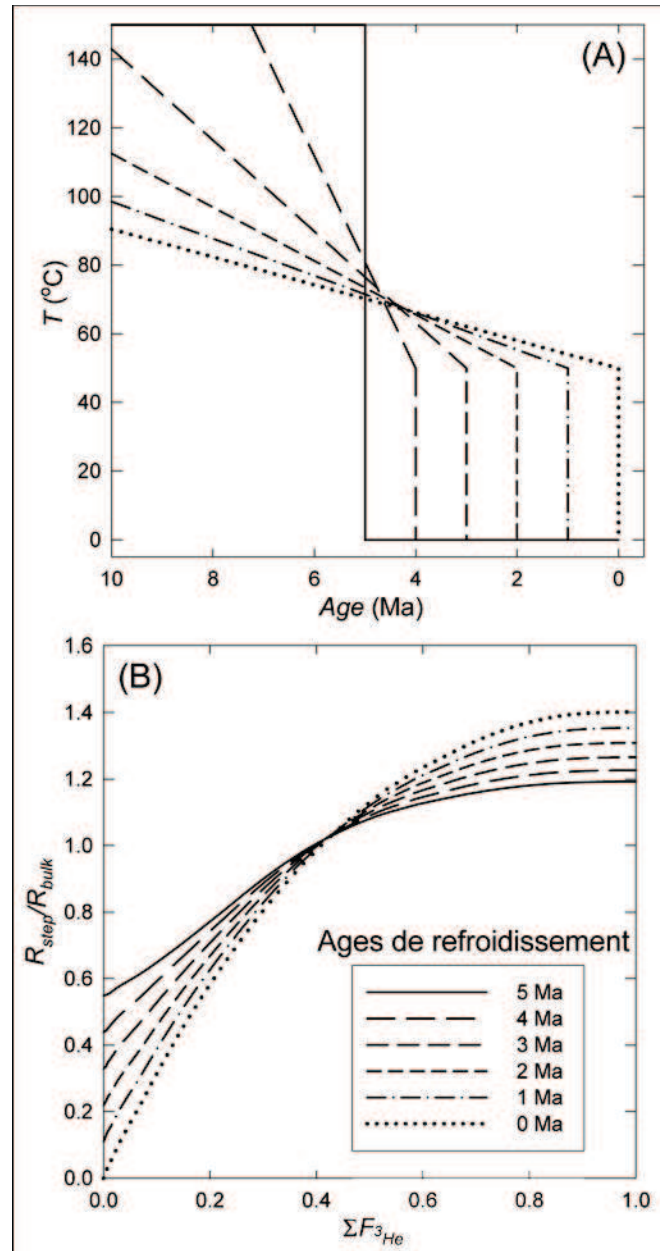 (A)
140
120
100
80
60
40
20
0
T (ºC)
10 8 6 4 2 0
Age (Ma)
(B)
1.6
1.4
1.2
1.0
0.8
0.6
0.4
0.2
0.0
R_step/R_bulk
Ages de refroidissement
5 Ma
4 Ma
3 Ma
2 Ma
1 Ma
0 Ma
0.0 0.2 0.4 0.6 0.8 1.0
ΣF³He